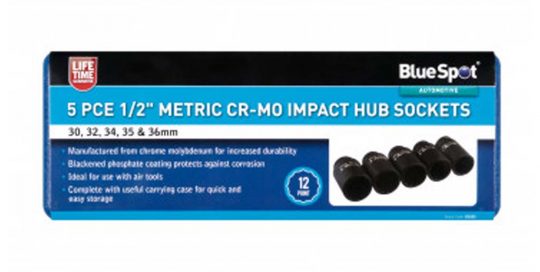 LIFE
TIME
GUARANTEE
BlueSpot
AUTOMOTIVE
5 PCE 1/2" METRIC CR-MO IMPACT HUB SOCKETS
30, 32, 34, 35 & 36mm
• Manufactured from chrome molybdenum for increased durability
• Blackened phosphate coating protects against corrosion
• Ideal for use with air tools
• Complete with useful carrying case for quick and
easy storage
12
POINT